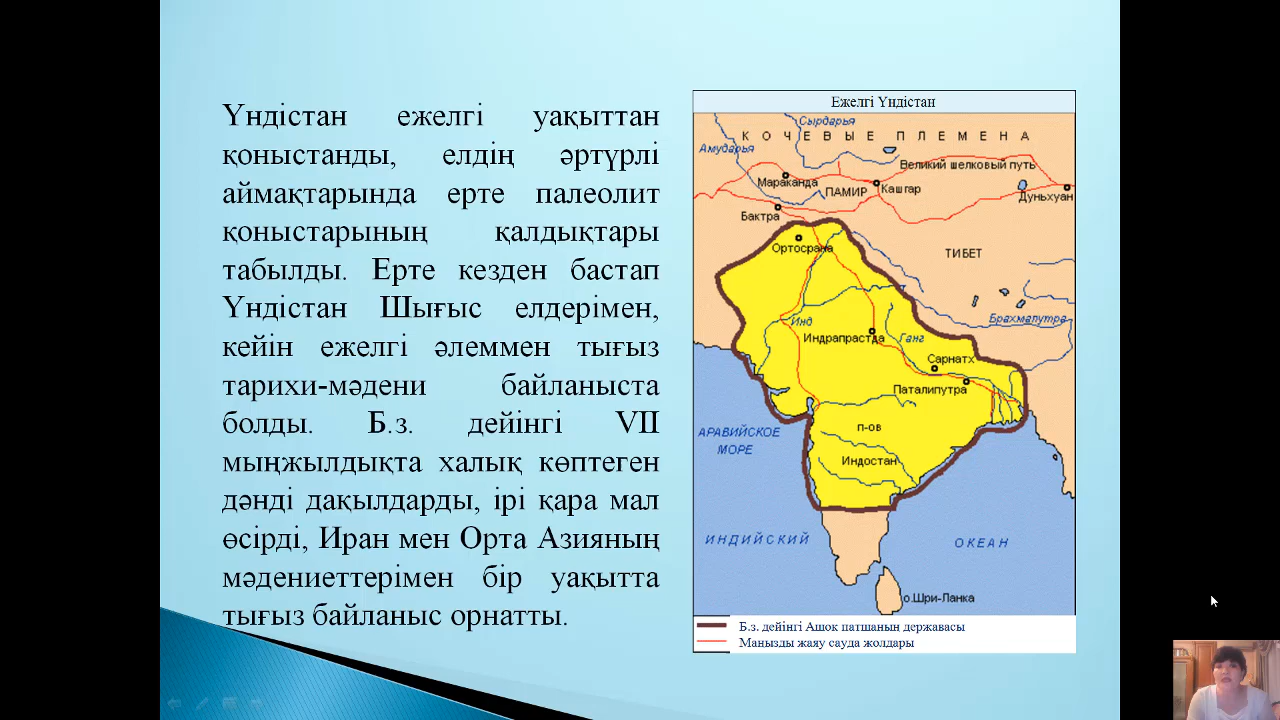 Үндістан ежелгі уақыттан
қоныстанды, елдің әртүрлі
аймақтарында ерте палеолит
қоныстарының қалдықтары
табылды. Ерте кезден бастап
Үндістан Шығыс елдерімен,
кейін ежелгі әлеммен тығыз
тарихи-мәдени байланыста
болды. Б.з. дейінгі VII
мыңжылдықта халық көптеген
дәнді дақылдарды, ірі қара мал
өсірді, Иран мен Орта Азияның
мәдениеттерімен бір уақытта
тығыз байланыс орнатты.
Ежелгі Үндістан
Сырдарья
КОЧЕВЫЕ ПЛЕМЕНА
Амударья
Великий шелковый путь
Мараканда
ПАМИР
Кашгар
Дуньхуан
Бактра
Ортосрана
ТИБЕТ
Инд
Брахмапутра
Индрапрастда
Ганг
Сарнатх
Паталипутра
АРАВИЙСКОЕ
МОРЕ
п-ов
Индостан
ИНДИЙСКИЙ
ОКЕАН
о.Шри-Ланка
Б.з. дейінгі Ашок патшаның державасы
Маңызды жаяу сауда жолдары